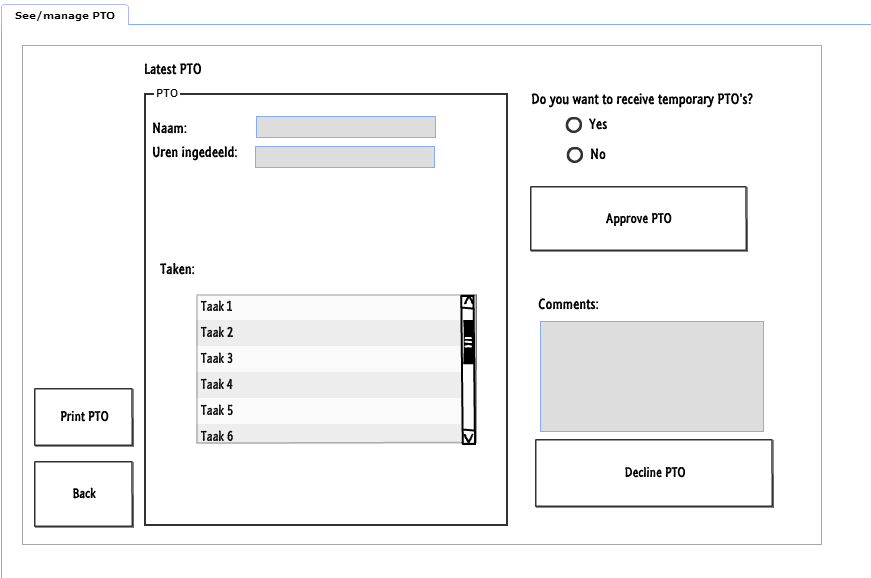 See/manage PTO
Latest PTO
PTO
Naam:
Uren ingedeeld:
Taken:
Taak 1
Taak 2
Taak 3
Taak 4
Taak 5
Taak 6
Print PTO
Back
Do you want to receive temporary PTO's?
Yes
No
Approve PTO
Comments:
Decline PTO